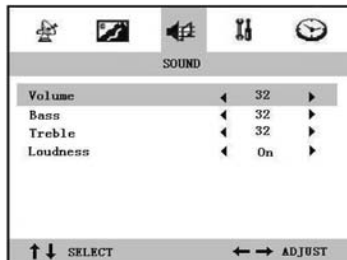 SOUND
Volume 32
Bass 32
Treble 32
Loudness On
SELECT ADJUST